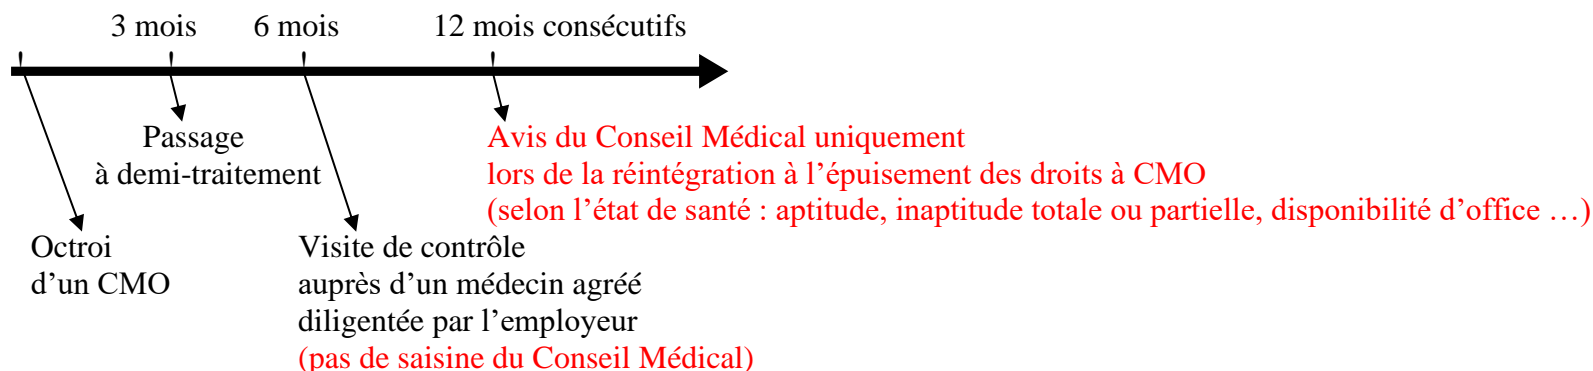 3 mois 6 mois 12 mois consécutifs
Passage
à demi-traitement
Avis du Conseil Médical uniquement
lors de la réintégration à l’épuisement des droits à CMO
(selon l’état de santé : aptitude, inaptitude totale ou partielle, disponibilité d’office …)
Octroi
d’un CMO
Visite de contrôle
auprès d’un médecin agréé
diligentée par l’employeur
(pas de saisine du Conseil Médical)